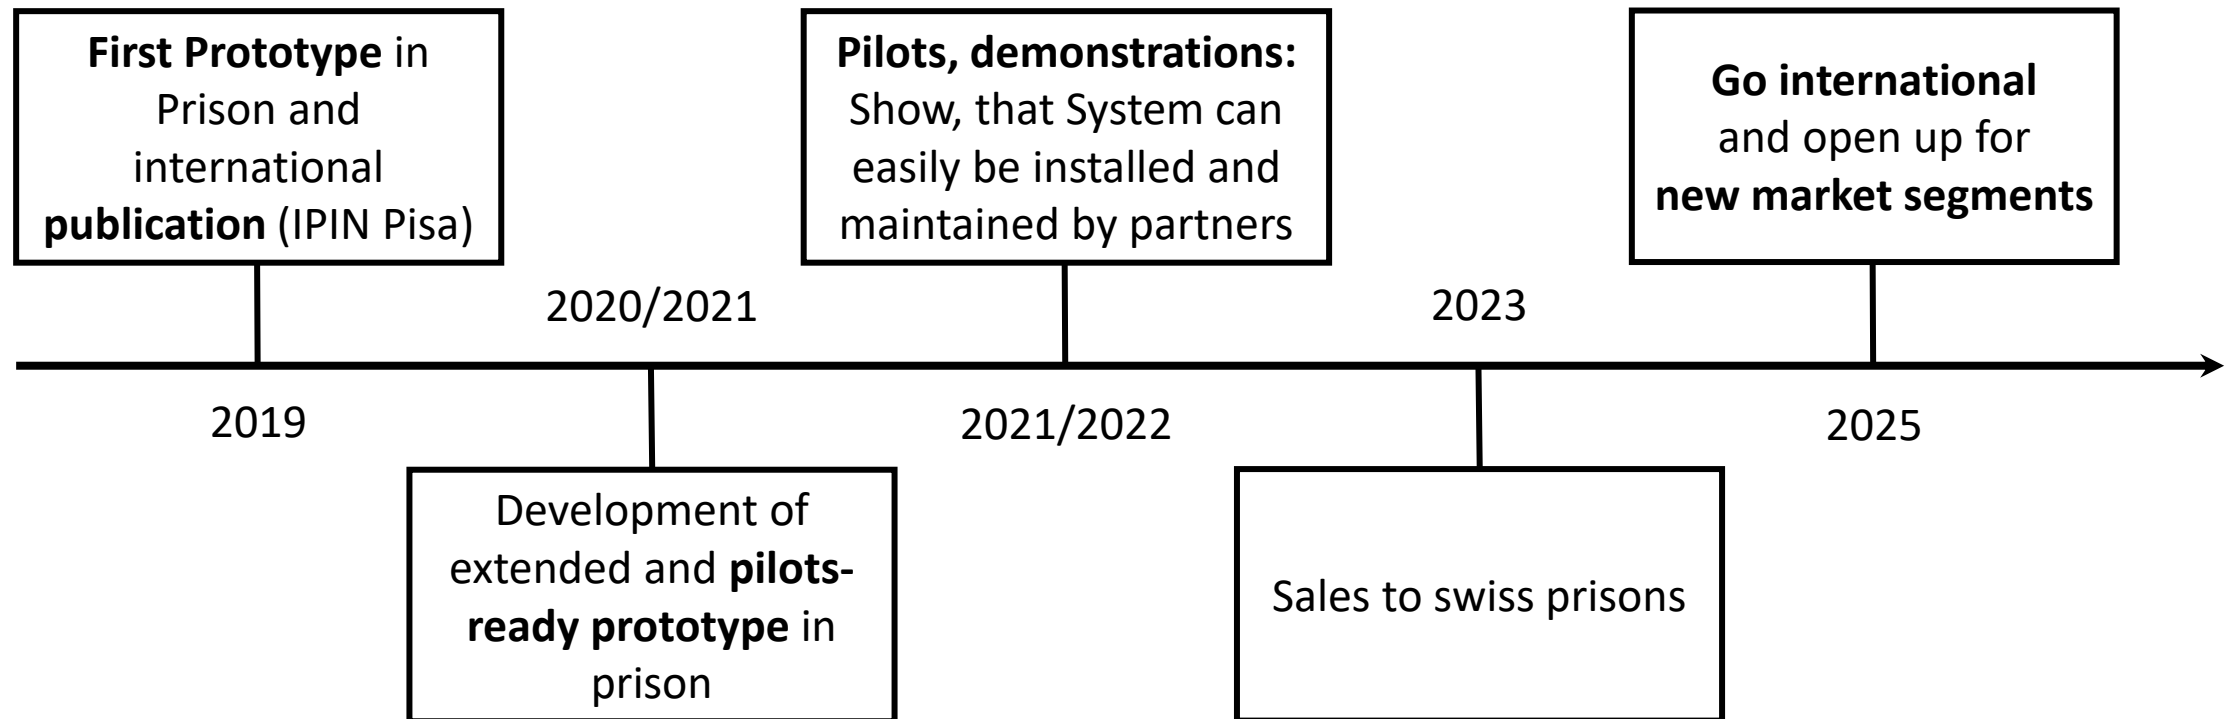 First Prototype in
Prison and
international
publication (IPIN Pisa)
Pilots, demonstrations:
Show, that System can
easily be installed and
maintained by partners
Go international
and open up for
new market segments
2020/2021
2023
2019
2021/2022
2025
Development of
extended and pilots-
ready prototype in
prison
Sales to swiss prisons